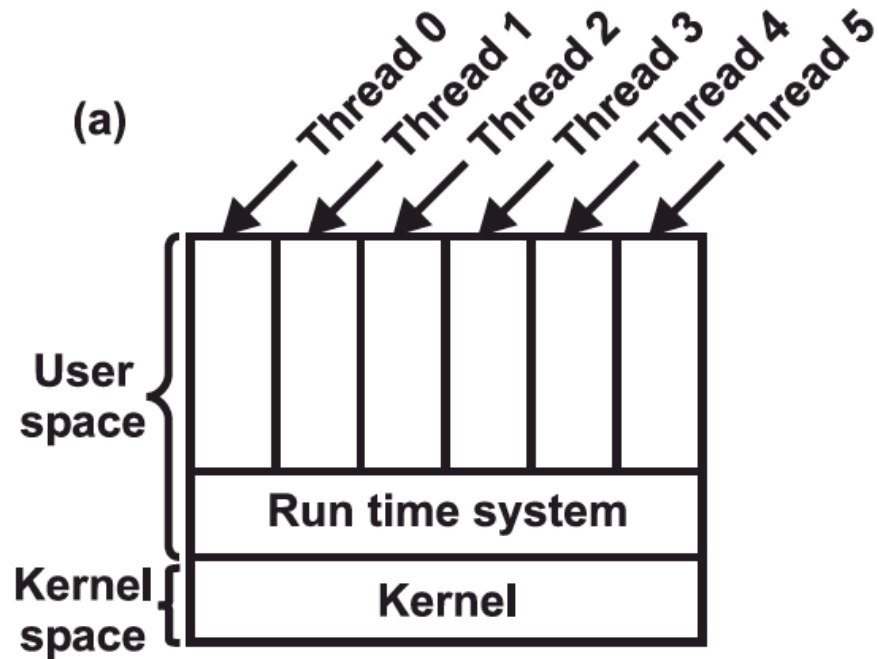 (a)
Thread 0
Thread 1
Thread 2
Thread 3
Thread 4
Thread 5
User
space
Run time system
Kernel
space
Kernel